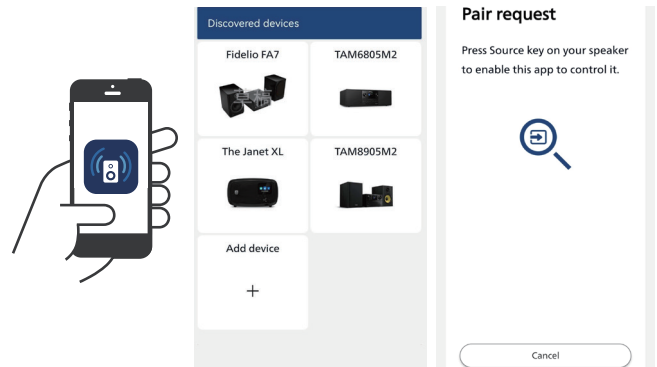 Discovered devices
Fidelio FA7
TAM6805M2
The Janet XL
TAM8905M2
Add device
Pair request
Press Source key on your speaker
to enable this app to control it.
Cancel